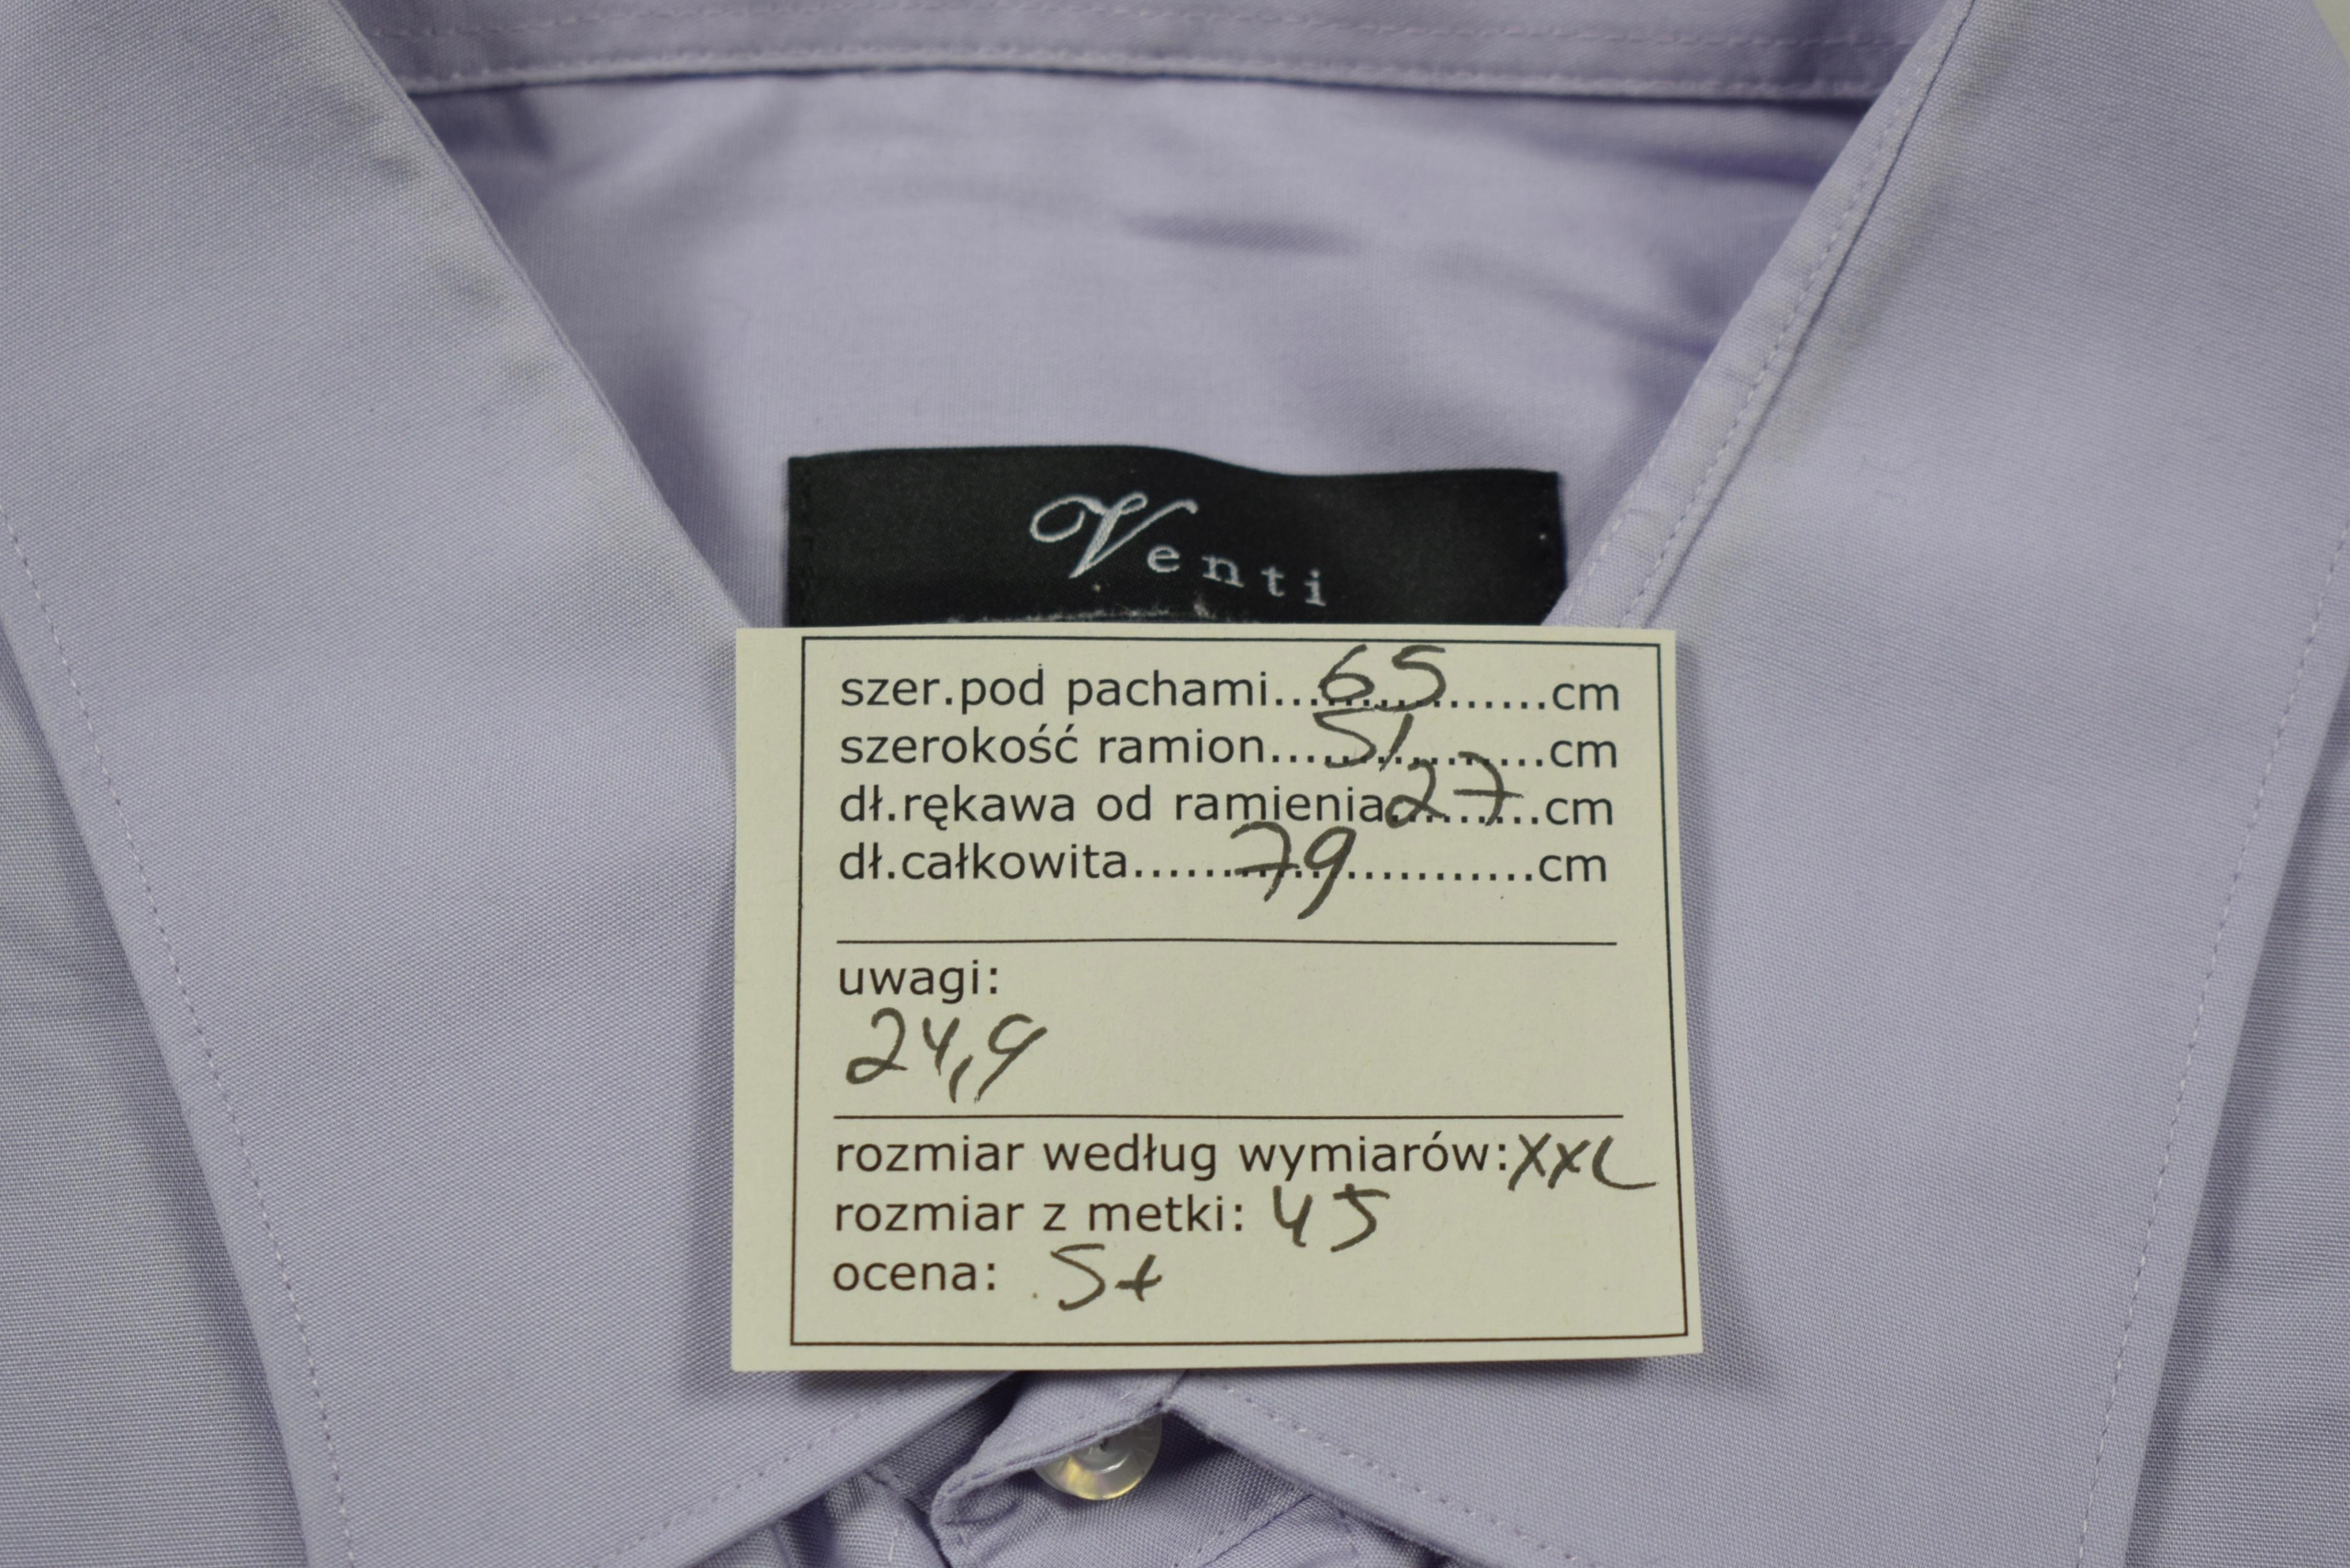 Venti
szer.pod pachami...65.......cm
szerokość ramion....51.......cm
dł.rękawa od ramienia 27...cm
dł.całkowita......79...........cm
uwagi:
24,9
rozmiar według wymiarów: XXL
rozmiar z metki: 45
ocena: 5+